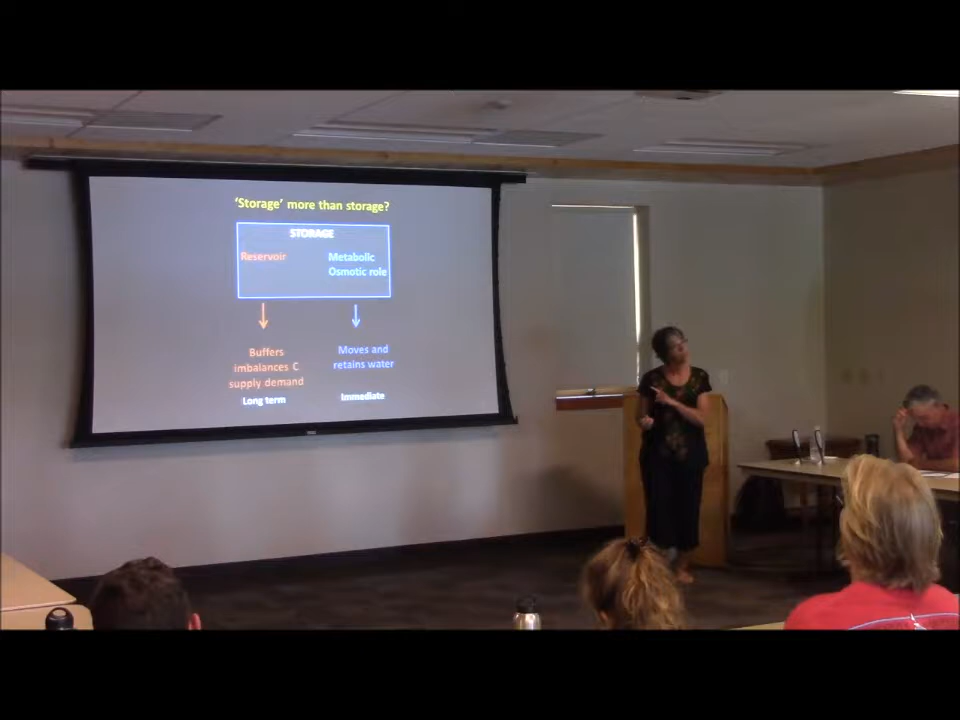 ‘Storage’ more than storage?
STORAGE
Reservoir
Metabolic
Osmotic role
Buffers
imbalances C
supply demand
Long term
Moves and
retains water
Immediate